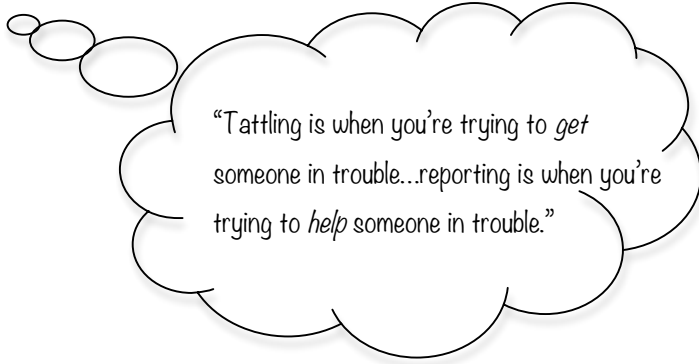 “Tattling is when you’re trying to get
someone in trouble...reporting is when you’re
trying to help someone in trouble.”